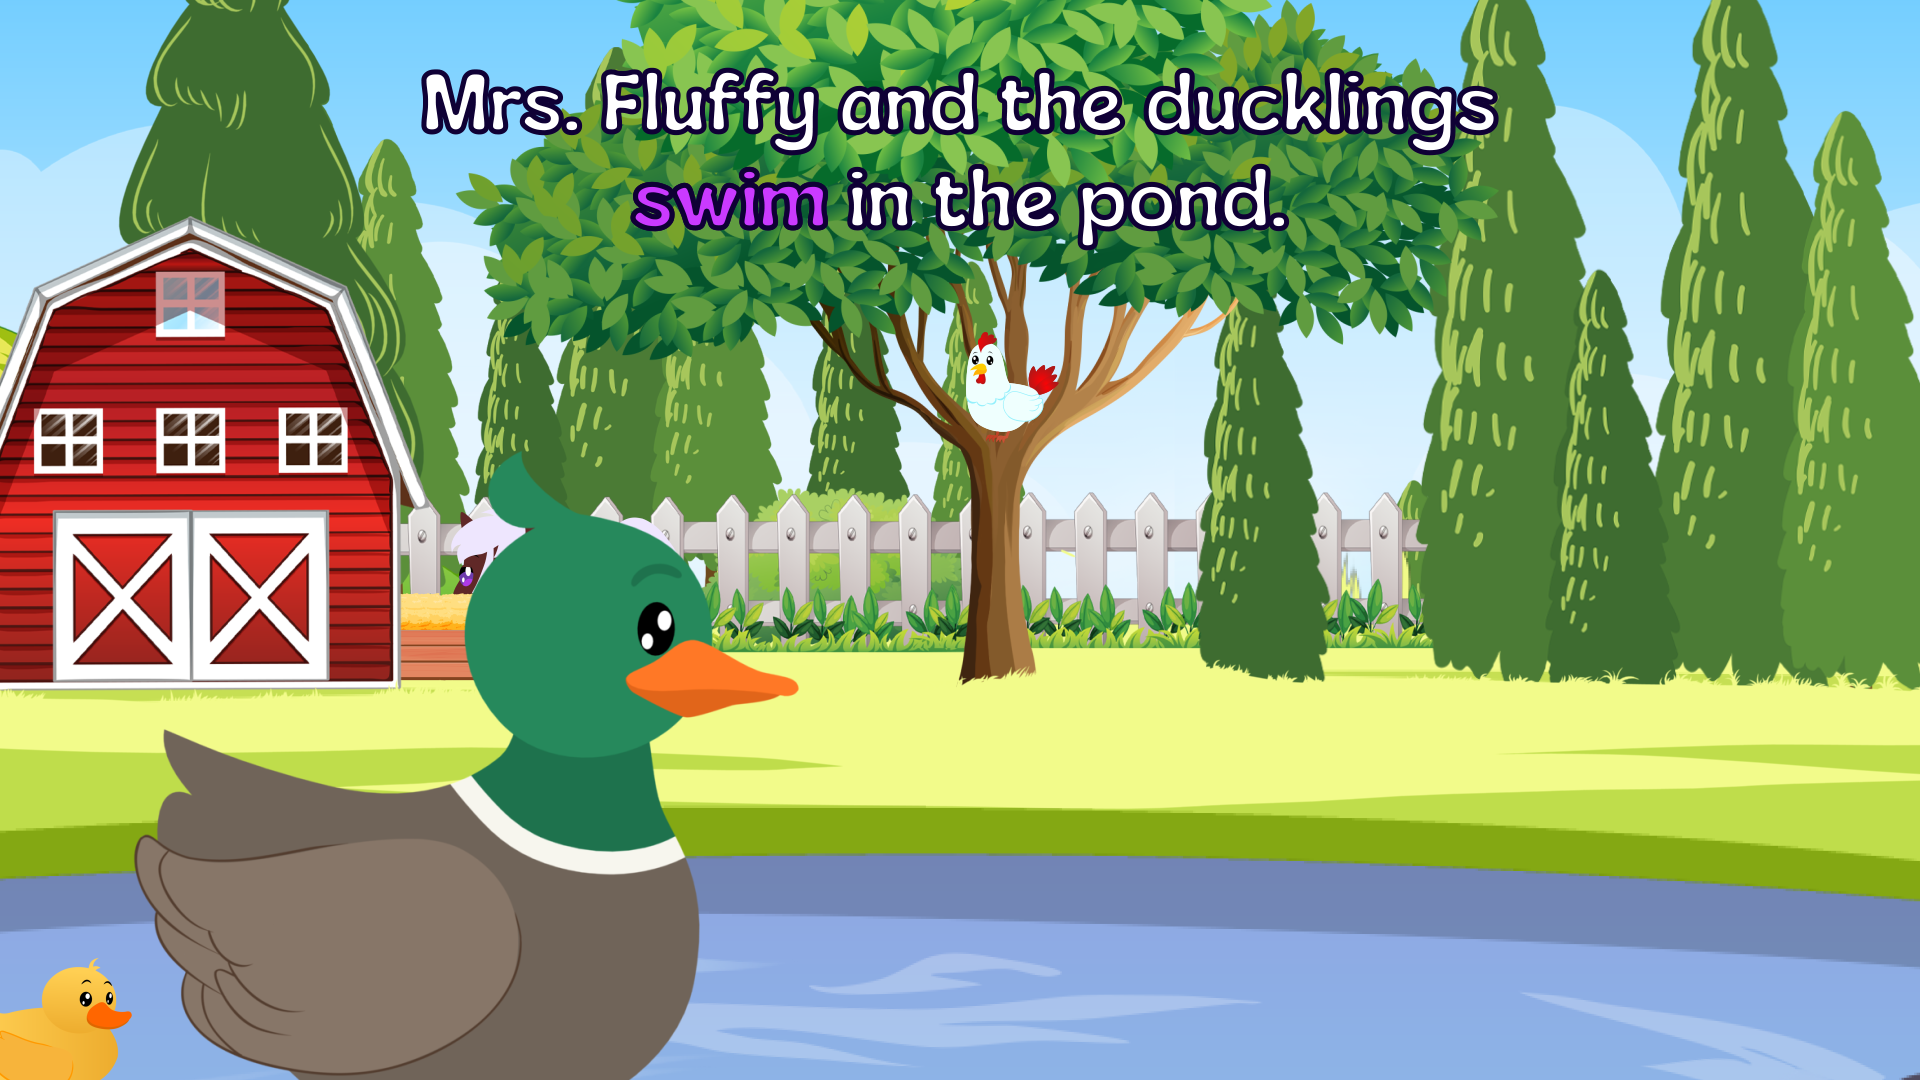 Mrs. Fluffy and the ducklings
swim in the pond.